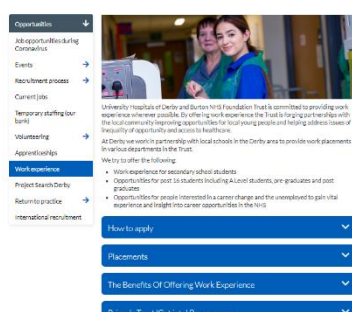 Opportunities
Job opportunities during
Coronavirus
Events
Recruitment process
Current jobs
Temporary staffing (our
bank)
Volunteering
Apprenticeships
Work experience
Project Search Derby
Return to practice
International recruitment
University Hospitals of Derby and Burton NHS Foundation Trust is committed to providing work
experience wherever possible. By offering work experience the Trust is forging partnerships with
the local community improving opportunities for local young people and helping address issues of
inequality of opportunity and access to healthcare.
At Derby we work in partnership with local schools in the Derby area to provide work placements
in various departments in the Trust.
We try to offer the following:
Work experience for secondary school students
Opportunities for post 16 students including A Level students, pre-graduates and post
graduates
Opportunities for people interested in a career change and the unemployed to gain vital
experience and insight into career opportunities in the NHS
How to apply
Placements
The Benefits Of Offering Work Experience